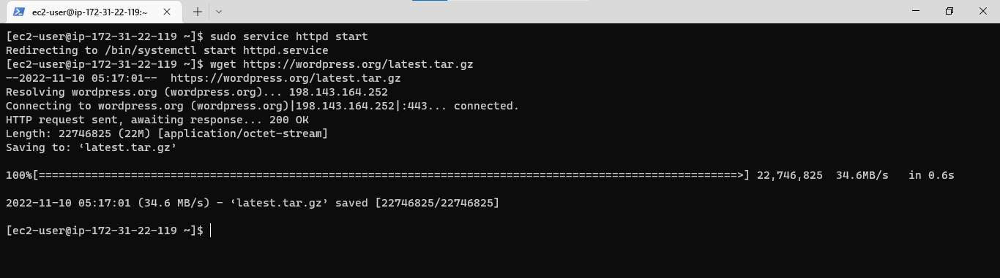 ec2-user@ip-172-31-22-119:~
[ec2-user@ip-172-31-22-119 ~]$ sudo service httpd start
Redirecting to /bin/systemctl start httpd.service
[ec2-user@ip-172-31-22-119 ~]$ wget https://wordpress.org/latest.tar.gz
--2022-11-10 05:17:01--  https://wordpress.org/latest.tar.gz
Resolving wordpress.org (wordpress.org)... 198.143.164.252
Connecting to wordpress.org (wordpress.org)|198.143.164.252|:443... connected.
HTTP request sent, awaiting response... 200 OK
Length: 22746825 (22M) [application/octet-stream]
Saving to: ‘latest.tar.gz’
100%[==========================================================================================================>] 22,746,825  34.6MB/s   in 0.6s
2022-11-10 05:17:01 (34.6 MB/s) - ‘latest.tar.gz’ saved [22746825/22746825]
[ec2-user@ip-172-31-22-119 ~]$